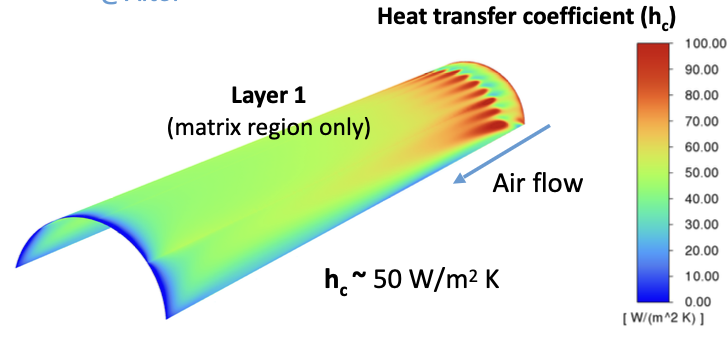 Heat transfer coefficient (hc)
Layer 1
(matrix region only)
Air flow
hc ~ 50 W/m2 K
100.00
90.00
80.00
70.00
60.00
50.00
40.00
30.00
20.00
10.00
0.00
[ W/(m^2 K) ]